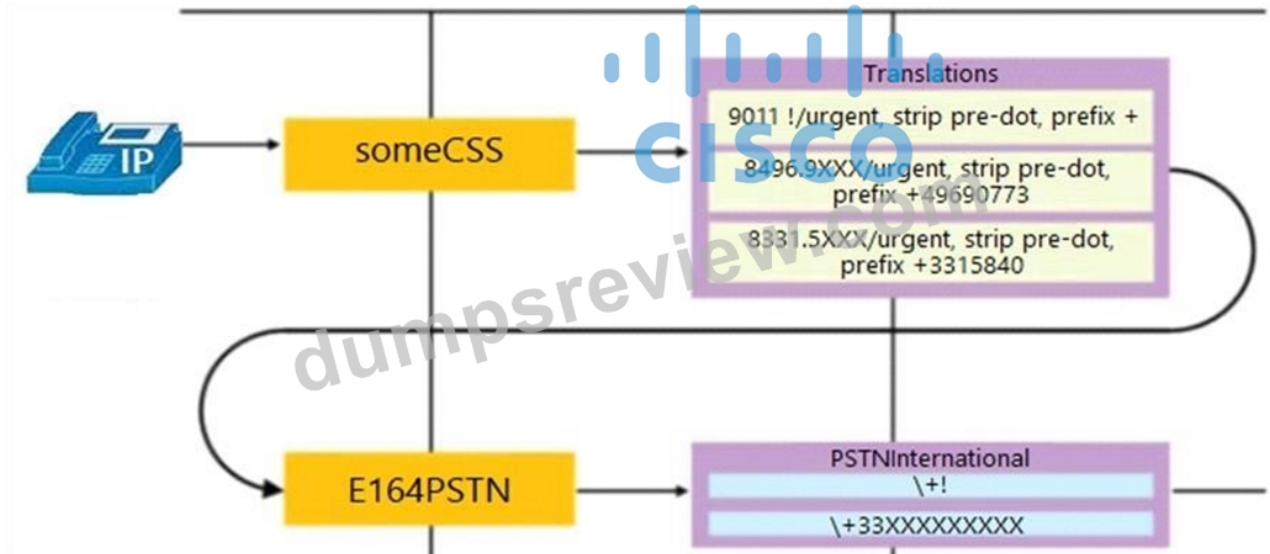 Translations
9011 !/urgent, strip pre-dot, prefix +
IP
someCSS
CISCO
8496.9XXX/urgent, strip pre-dot,
prefix +49690773
8331.5XXX/urgent, strip pre-dot,
prefix +3315840
dumpsreview.com
E164PSTN
PSTNInternational
\+!
\+33XXXXXXXXX